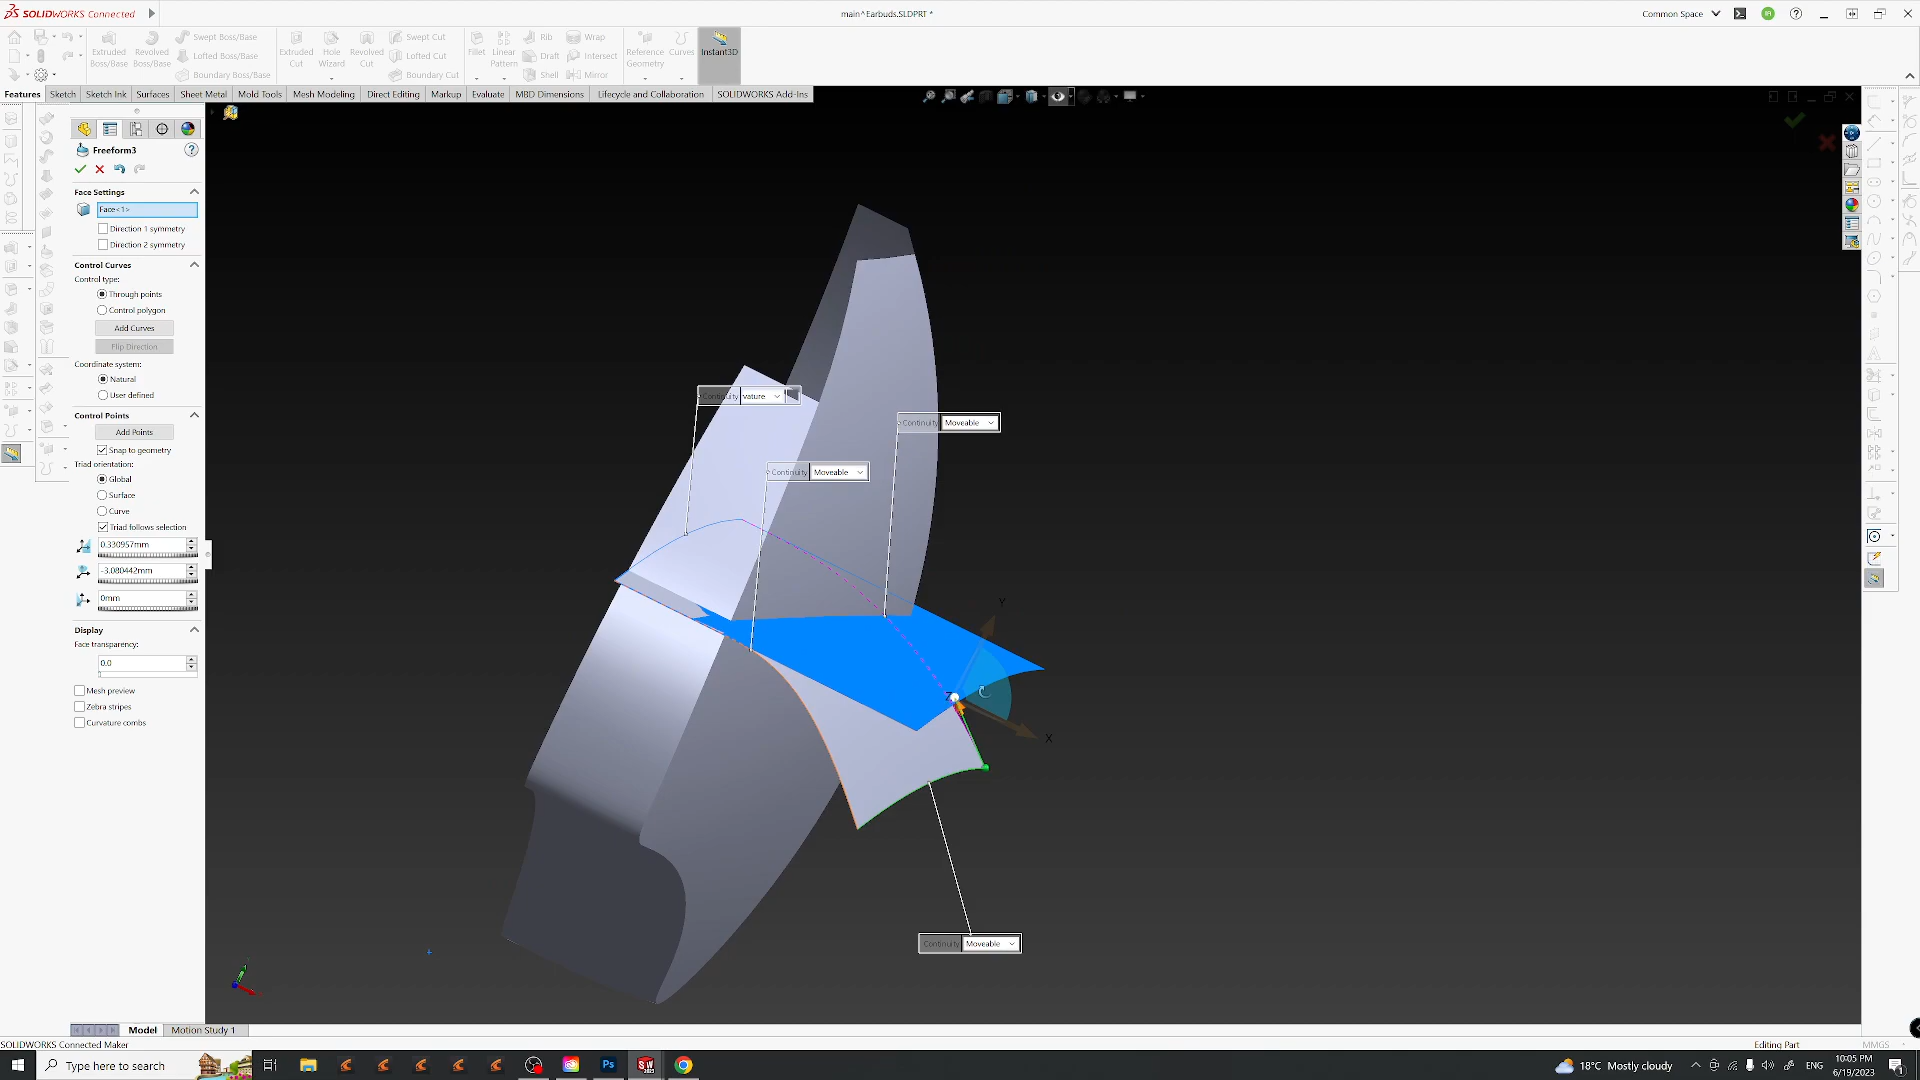 SOLIDWORKS Connected
main^Earbuds.SLDPRT *
Common Space
Extruded Boss/Base
Revolved Boss/Base
Swept Boss/Base
Lofted Boss/Base
Boundary Boss/Base
Extruded Cut
Hole Wizard
Revolved Cut
Swept Cut
Lofted Cut
Boundary Cut
Fillet
Linear Pattern
Rib
Draft
Shell
Wrap
Intersect
Mirror
Reference Geometry
Curves
Instant3D
Features
Sketch
Sketch Ink
Surfaces
Sheet Metal
Mold Tools
Mesh Modeling
Direct Editing
Markup
Evaluate
MBD Dimensions
Lifecycle and Collaboration
SOLIDWORKS Add-Ins
Freeform3
Face Settings
Face<1>
Direction 1 symmetry
Direction 2 symmetry
Control Curves
Control type:
Through points
Control polygon
Add Curves
Flip Direction
Coordinate system:
Natural
User defined
Control Points
Add Points
Snap to geometry
Triad orientation:
Global
Surface
Curve
Triad follows selection
0.330957mm
-3.080442mm
0mm
Display
Face transparency:
0.0
Mesh preview
Zebra stripes
Curvature combs
Continuity vature
Continuity Moveable
Continuity Moveable
Y
Z
X
Continuity Moveable
Model
Motion Study 1
SOLIDWORKS Connected Maker
Editing Part
MMGS
Type here to search
Ps
SW
18°C Mostly cloudy
ENG
10:05 PM
6/19/2023